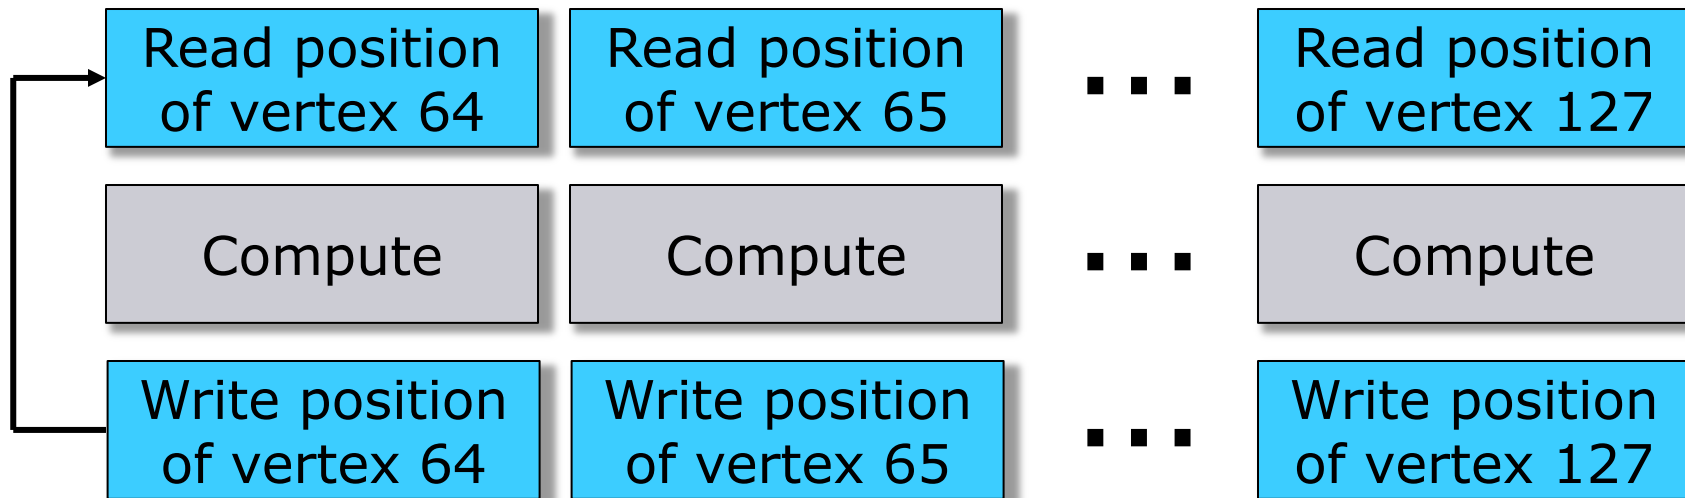 Read position
of vertex 64
Read position
of vertex 65
...
Read position
of vertex 127
Compute
Compute
...
Compute
Write position
of vertex 64
Write position
of vertex 65
...
Write position
of vertex 127